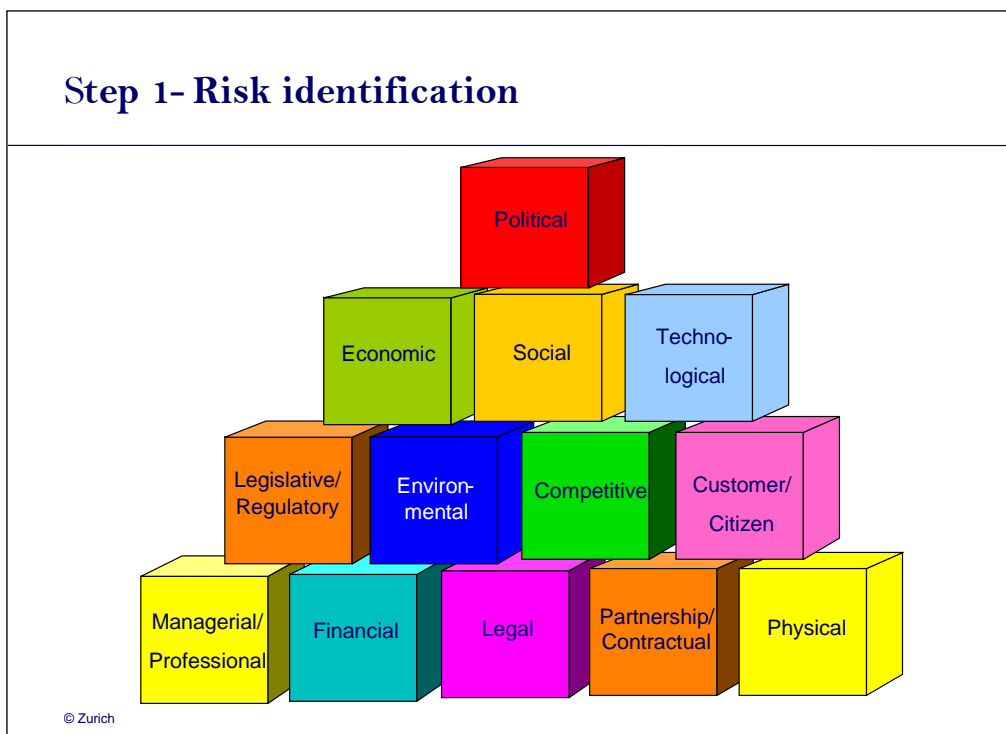 Step 1- Risk identification
Political
Economic
Social
Techno-
logical
Legislative/
Regulatory
Environ-
mental
Competitive
Customer/
Citizen
Managerial/
Professional
Financial
Legal
Partnership/
Contractual
Physical
© Zurich